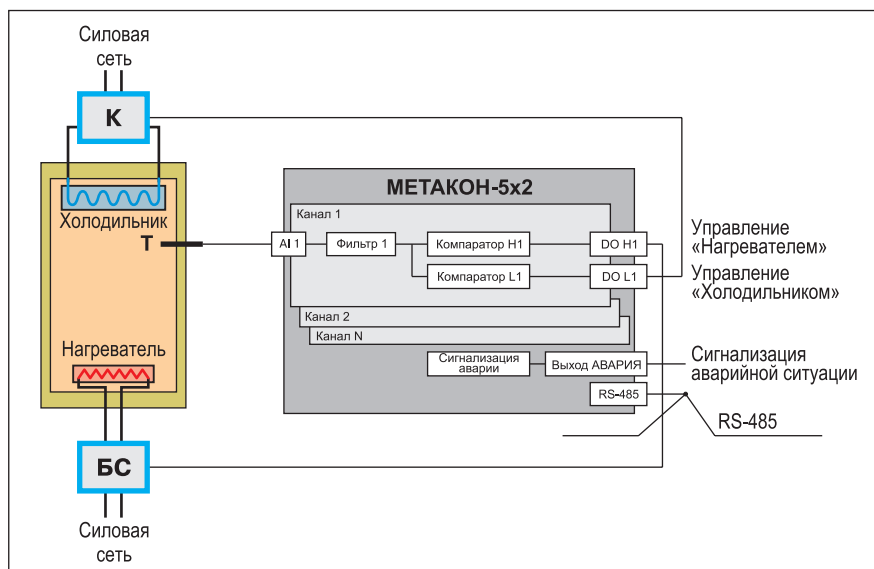 Силовая
сеть
К
Холодильник
Т
Нагреватель
БС
Силовая
сеть
МЕТАКОН-5x2
Канал 1
AI 1
Фильтр 1
Компаратор H1
DO H1
Компаратор L1
DO L1
Канал 2
Канал N
Сигнализация
аварии
Выход АВАРИЯ
RS-485
Управление
«Нагревателем»
Управление
«Холодильником»
Сигнализация
аварийной ситуации
RS-485